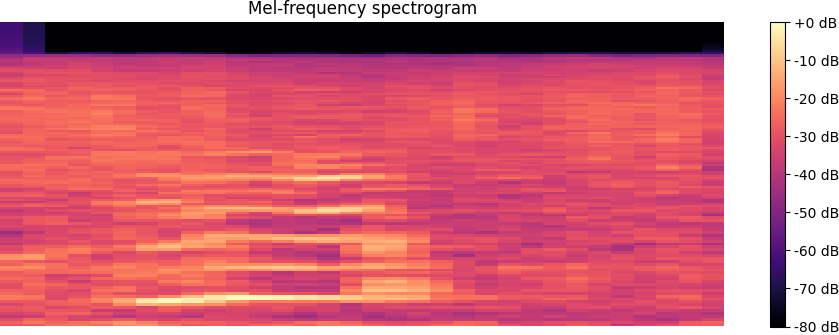 Mel-frequency spectrogram
+0 dB
-10 dB
-20 dB
-30 dB
-40 dB
-50 dB
-60 dB
-70 dB
-80 dB